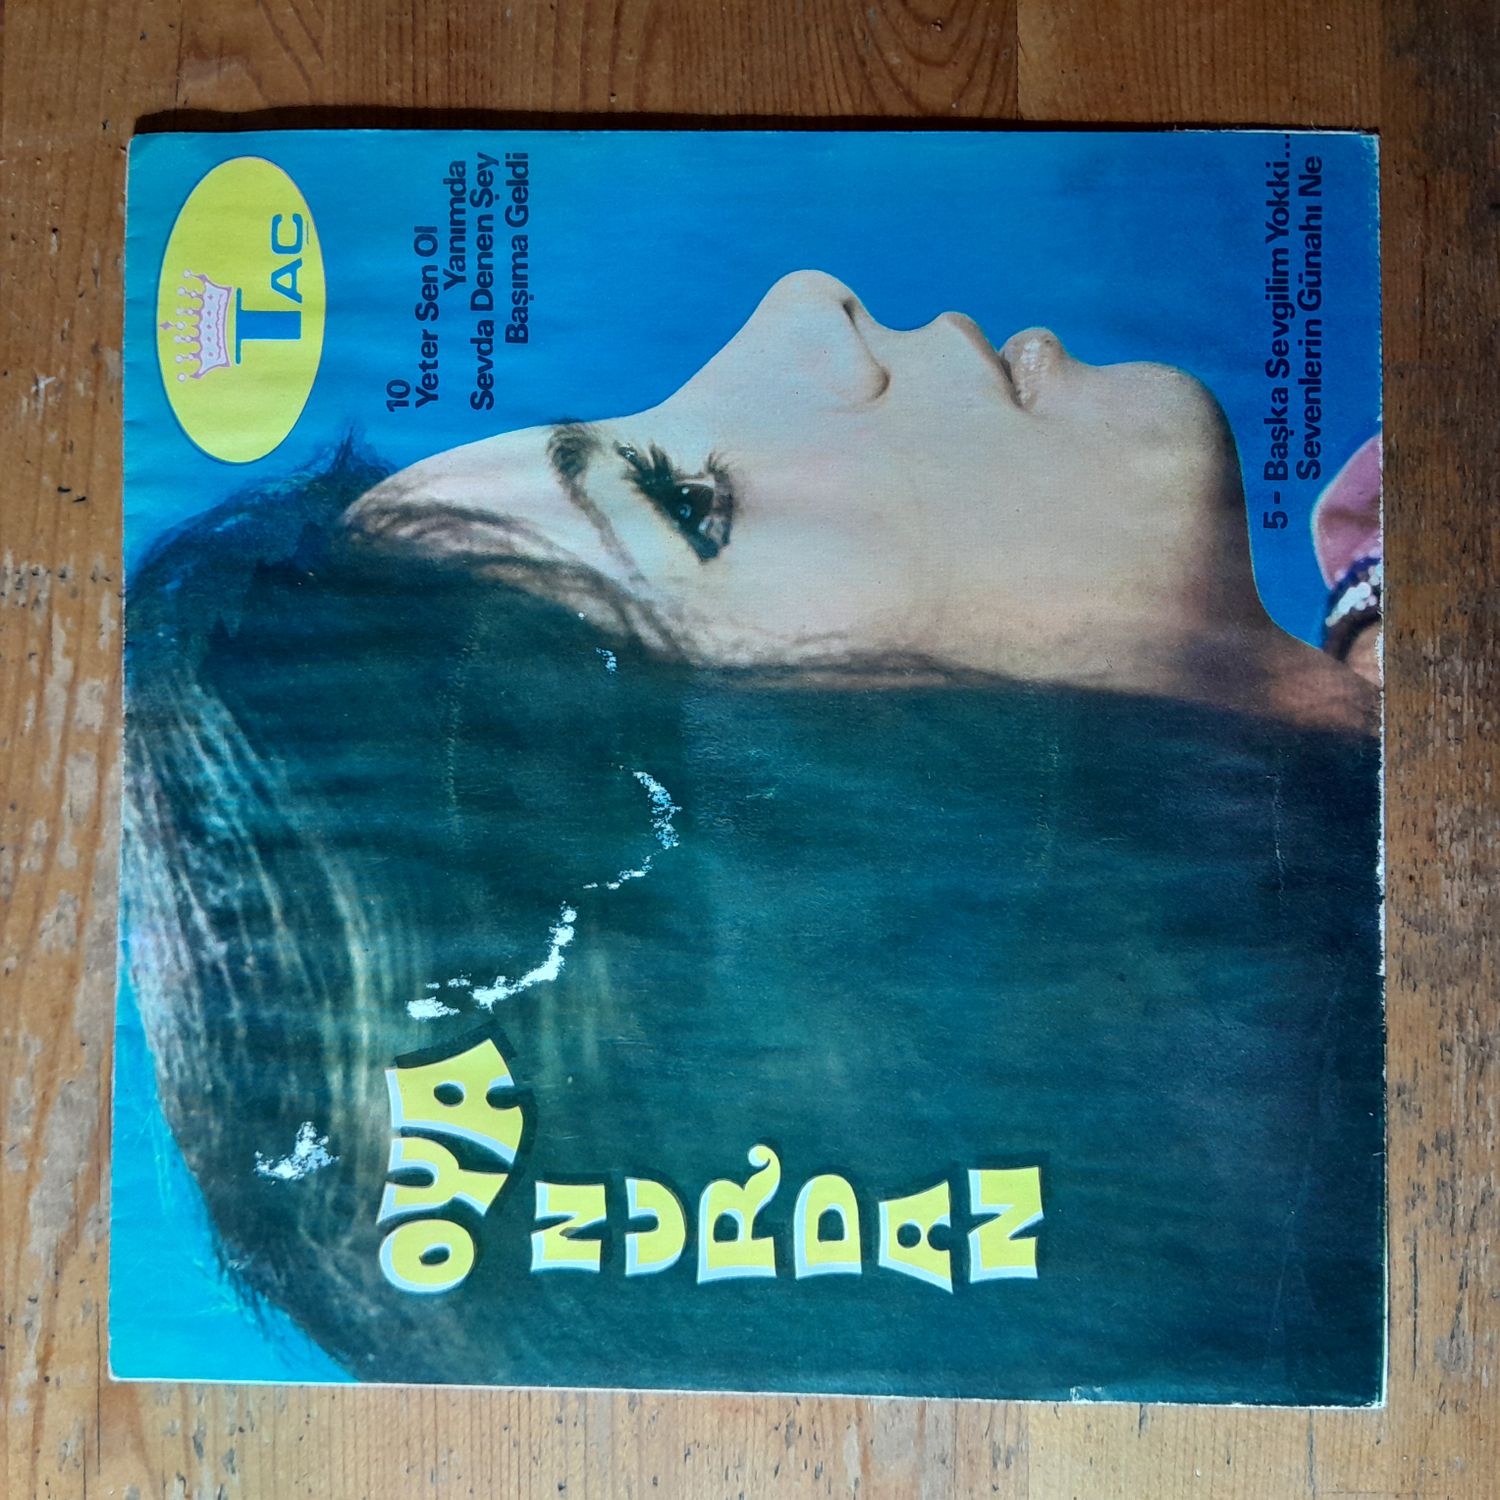 TAÇ
10
Yeter Sen Ol
Yanımda
Sevda Denen Şey
Başıma Geldi
OYA
NURDAN
5 - Başka Sevgilim Yokki...
Sevenlerin Günahı Ne